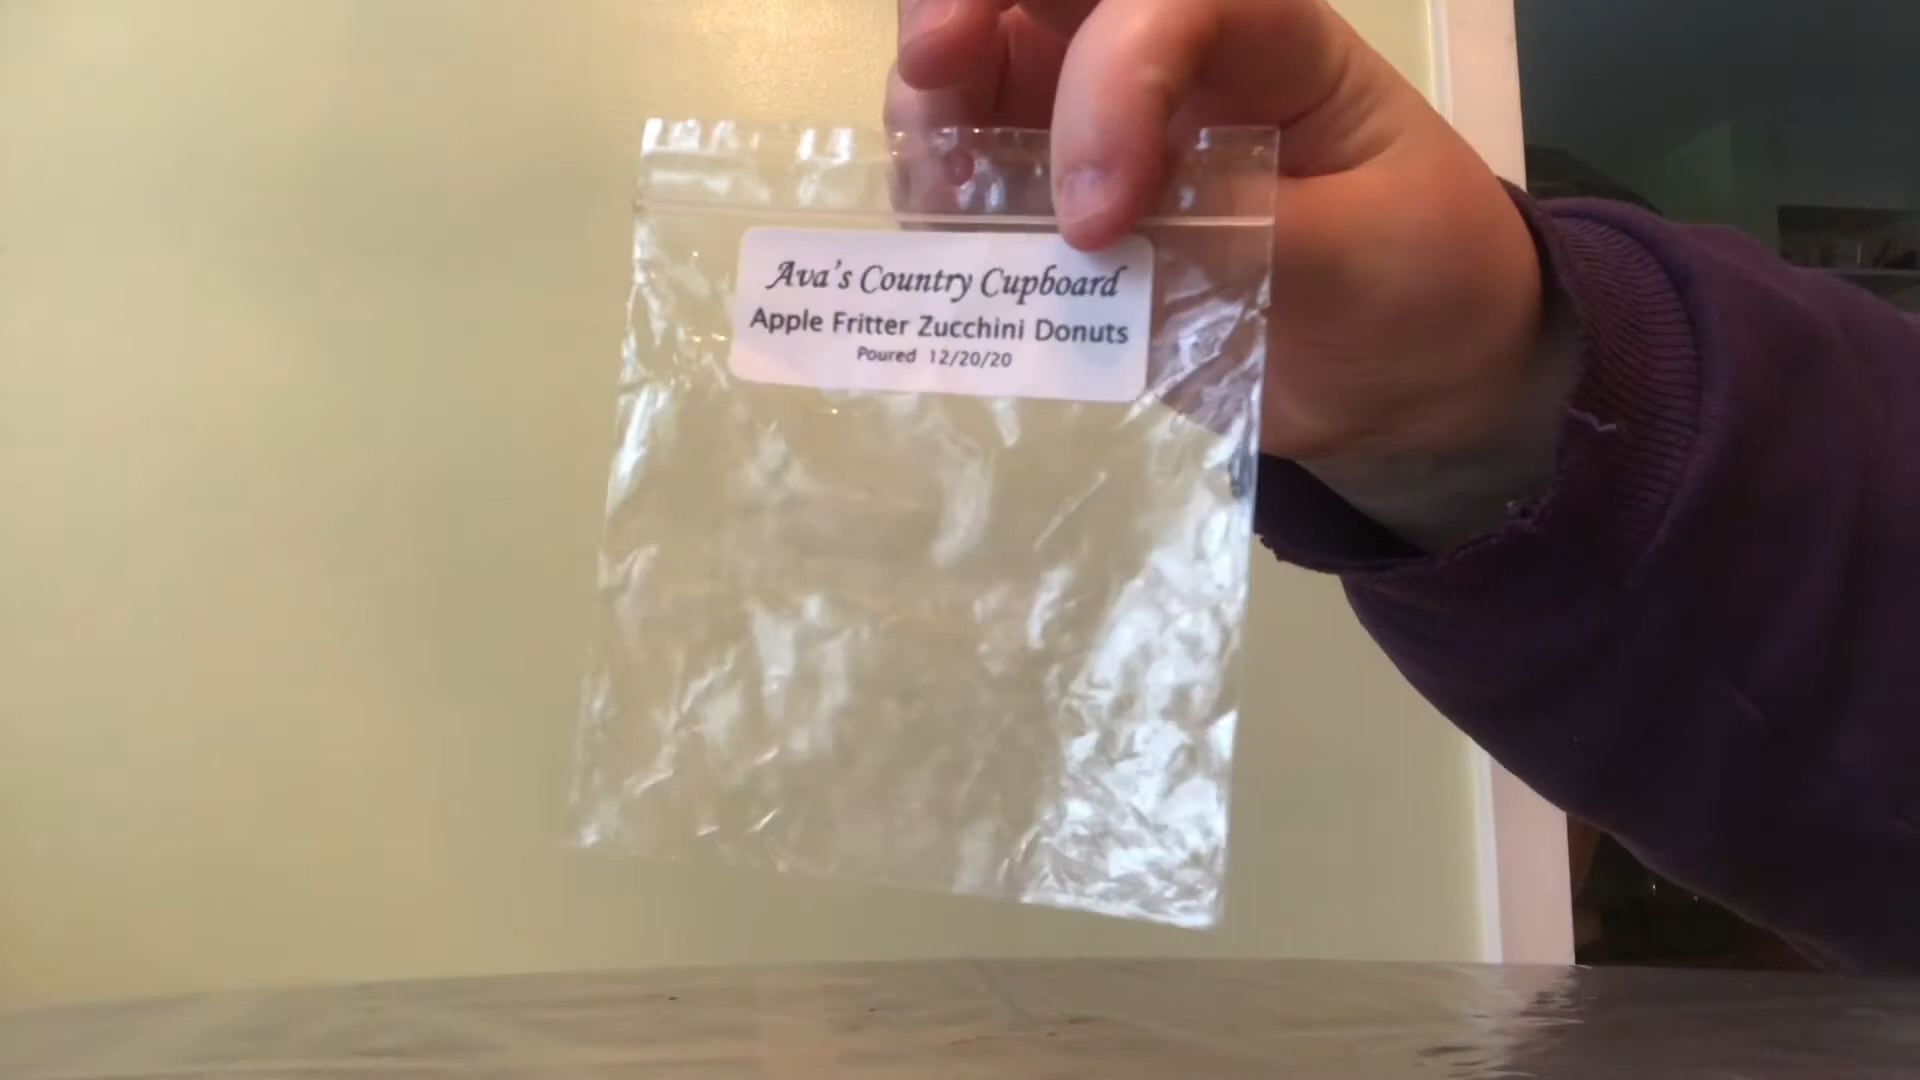 Ava's Country Cupboard
Apple Fritter Zucchini Donuts
Poured 12/20/20